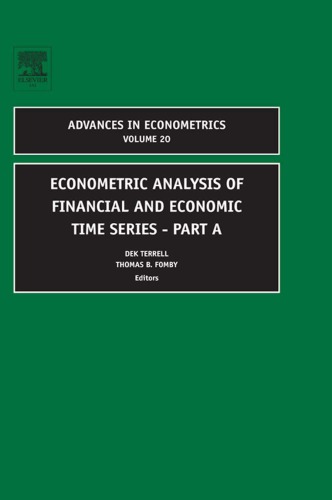 ELSEVIER
ADVANCES IN ECONOMETRICS
VOLUME 20
ECONOMETRIC ANALYSIS OF
FINANCIAL AND ECONOMIC
TIME SERIES - PART A
DEK TERRELL
THOMAS B. FOMBY
Editors